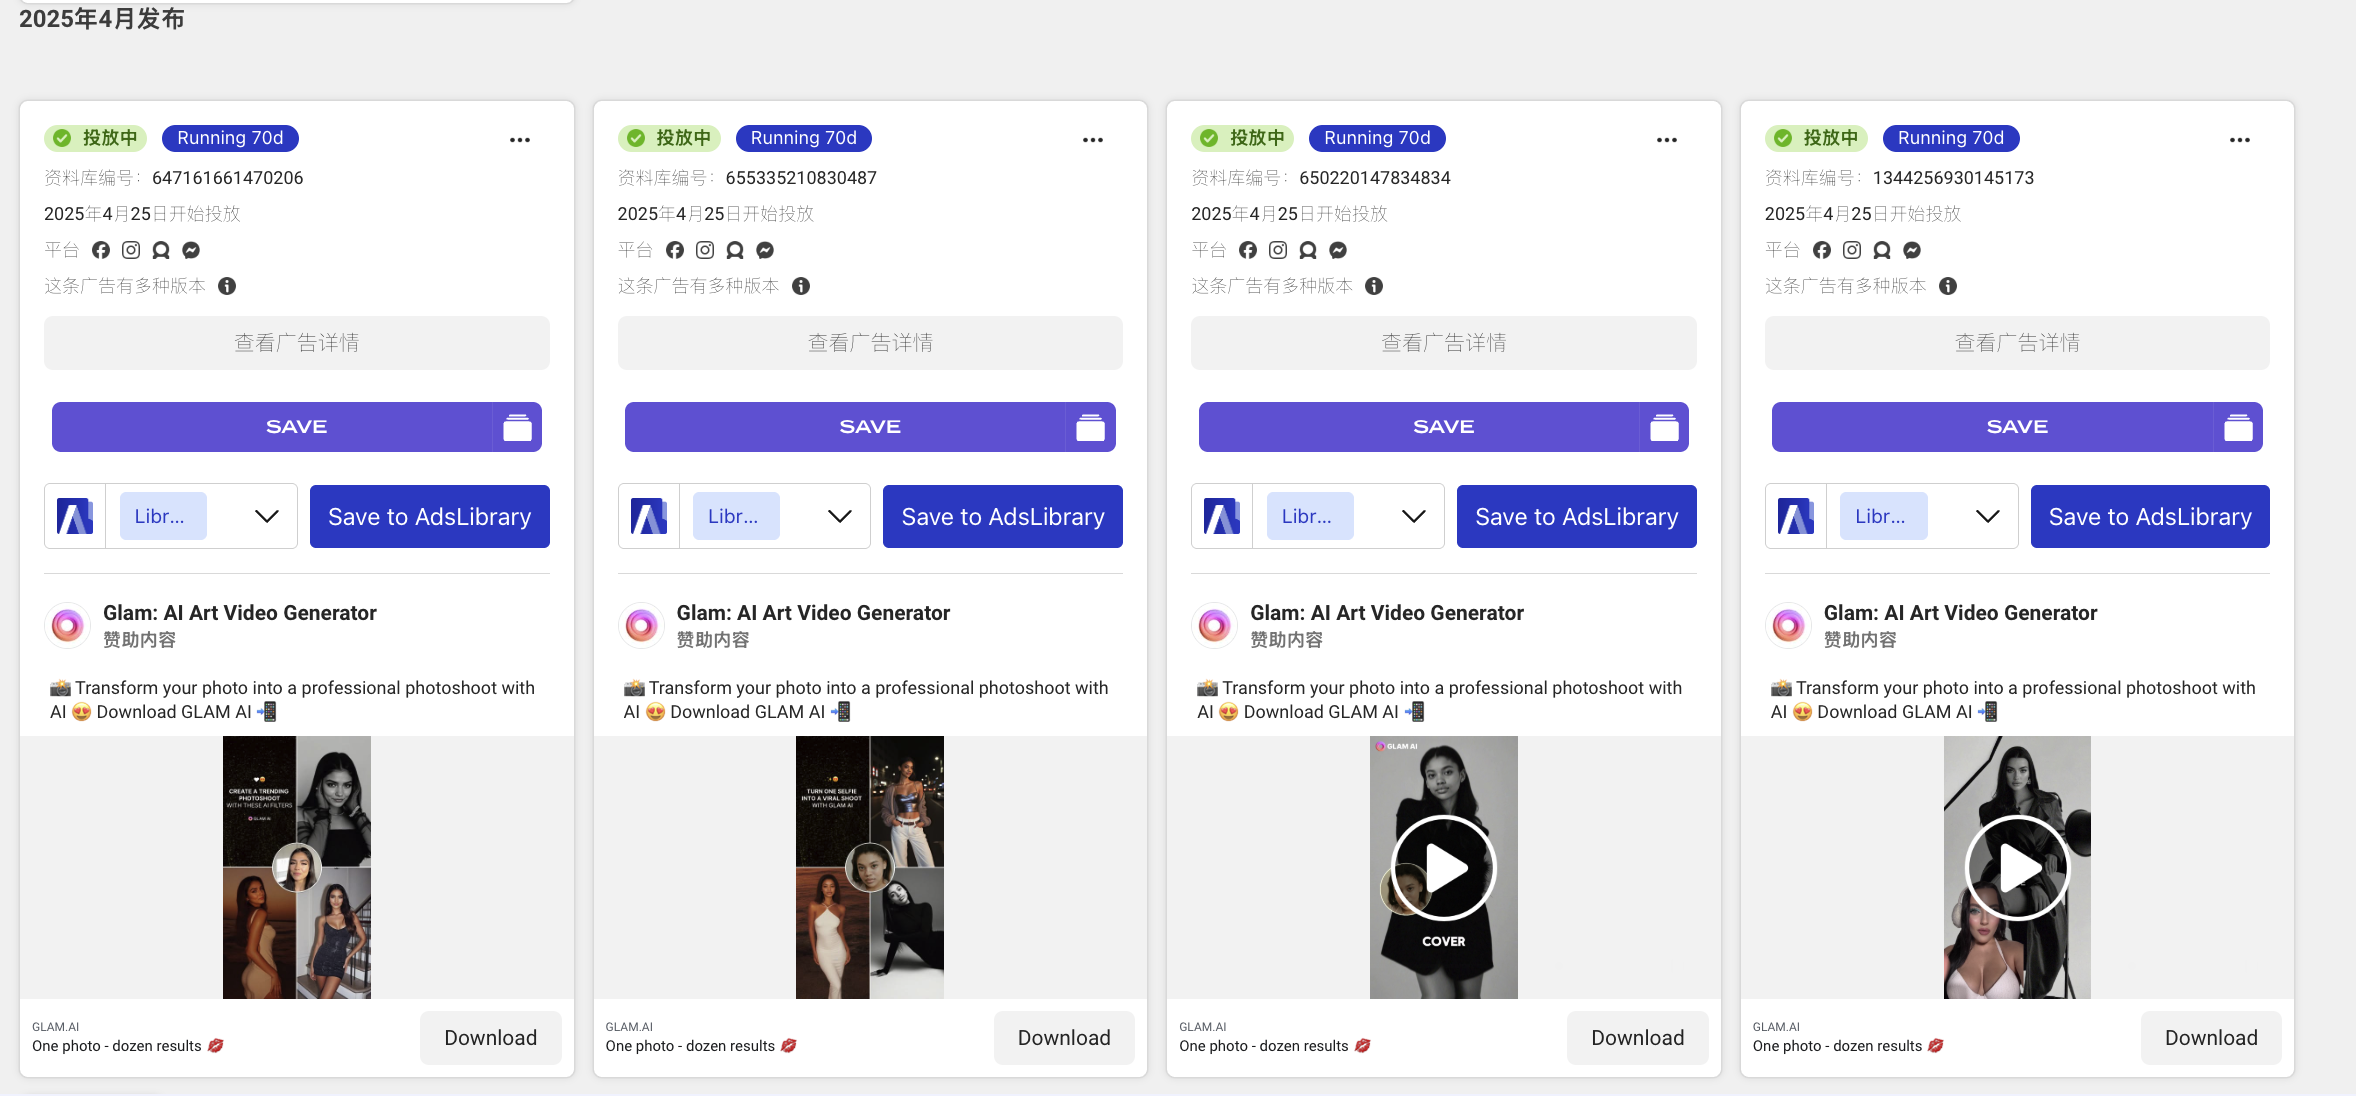 2025年4月发布
投放中 Running 70d
资料库编号：647161661470206
2025年4月25日开始投放
平台
这条广告有多种版本
查看广告详情
SAVE
Libr...
Save to AdsLibrary
Glam: AI Art Video Generator
赞助内容
📸 Transform your photo into a professional photoshoot with
AI 😍 Download GLAM AI 📲
CREATE A TRENDING
PHOTOSHOOT
WITH THESE AI FILTERS
GLAM AI
GLAM.AI
One photo - dozen results 💋
Download
投放中 Running 70d
资料库编号：655335210830487
2025年4月25日开始投放
平台
这条广告有多种版本
查看广告详情
SAVE
Libr...
Save to AdsLibrary
Glam: AI Art Video Generator
赞助内容
📸 Transform your photo into a professional photoshoot with
AI 😍 Download GLAM AI 📲
TURN ONE SELFIE
INTO A VIRAL SHOOT
WITH GLAM AI
GLAM.AI
One photo - dozen results 💋
Download
投放中 Running 70d
资料库编号：650220147834834
2025年4月25日开始投放
平台
这条广告有多种版本
查看广告详情
SAVE
Libr...
Save to AdsLibrary
Glam: AI Art Video Generator
赞助内容
📸 Transform your photo into a professional photoshoot with
AI 😍 Download GLAM AI 📲
GLAM AI
COVER
GLAM.AI
One photo - dozen results 💋
Download
投放中 Running 70d
资料库编号：1344256930145173
2025年4月25日开始投放
平台
这条广告有多种版本
查看广告详情
SAVE
Libr...
Save to AdsLibrary
Glam: AI Art Video Generator
赞助内容
📸 Transform your photo into a professional photoshoot with
AI 😍 Download GLAM AI 📲
GLAM.AI
One photo - dozen results 💋
Download